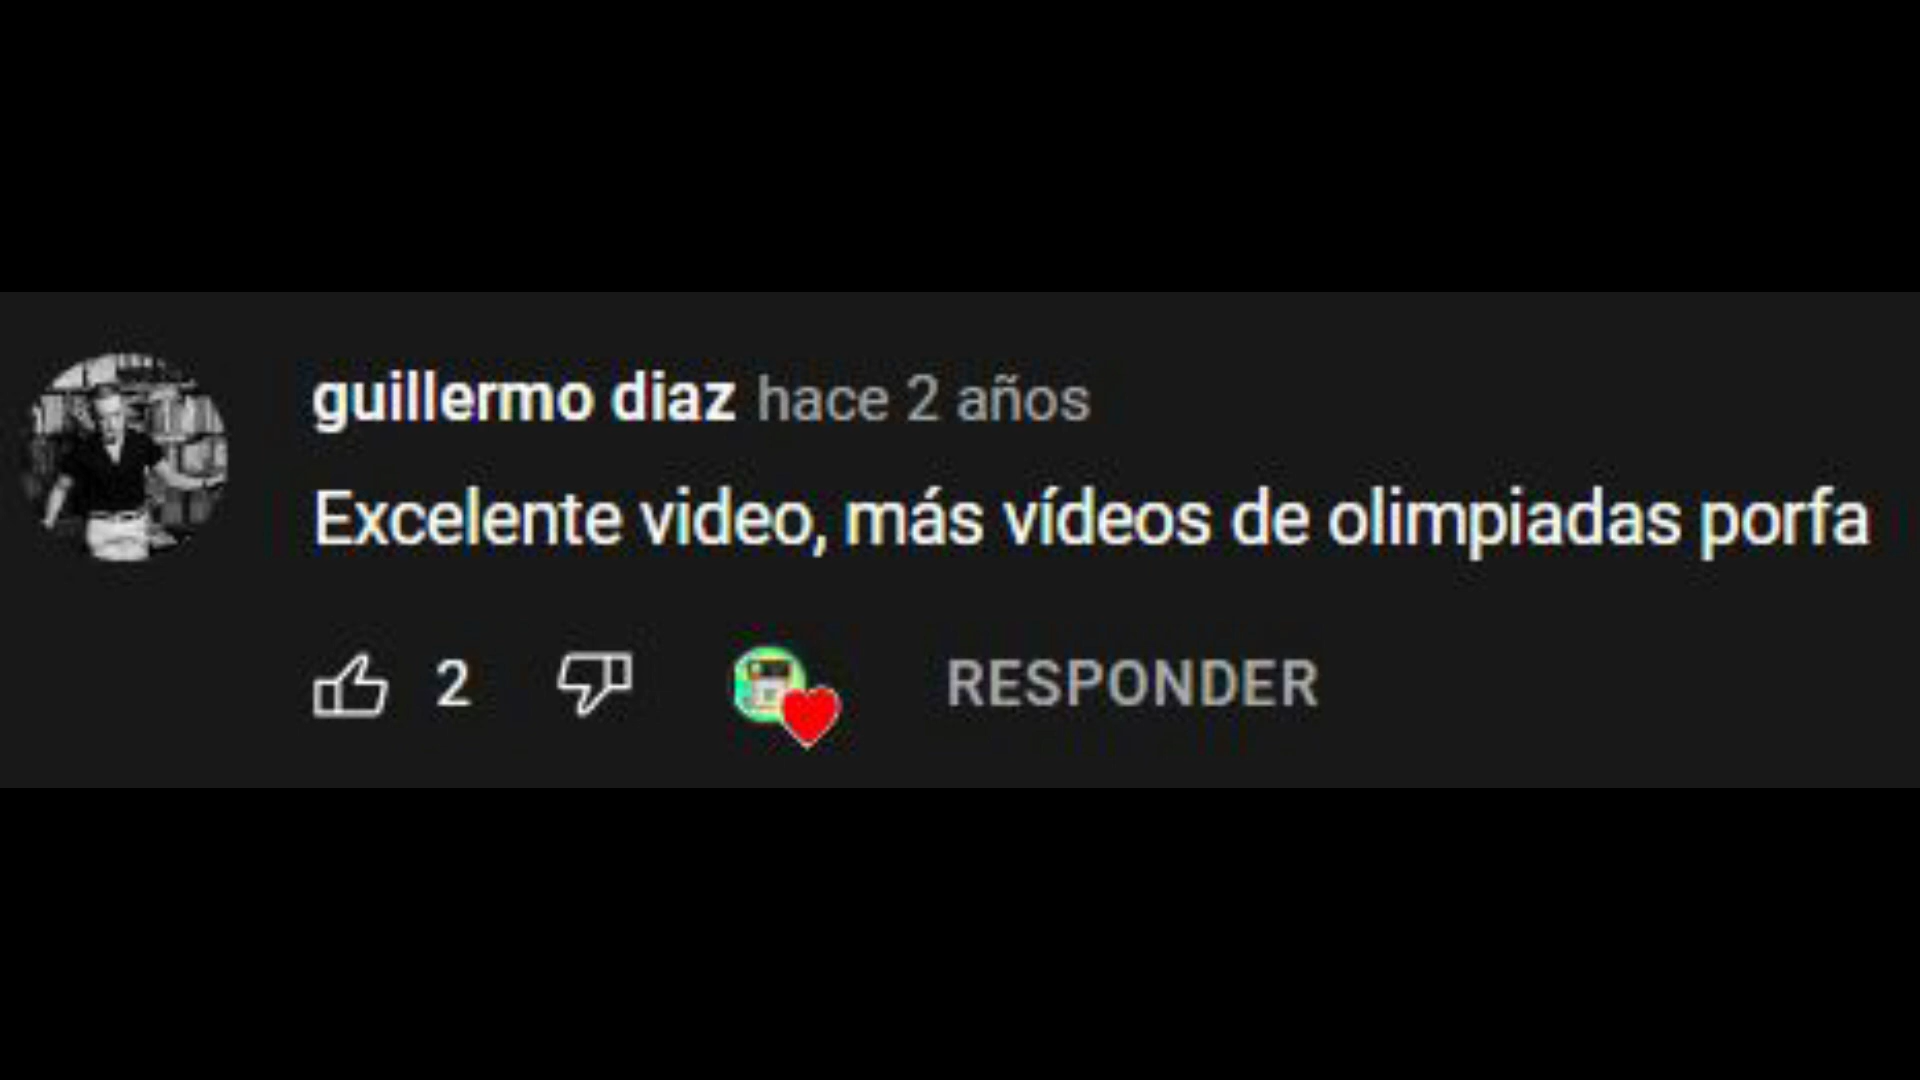 guillermo diaz hace 2 años
Excelente video, más vídeos de olimpiadas porfa
2 RESPONDER